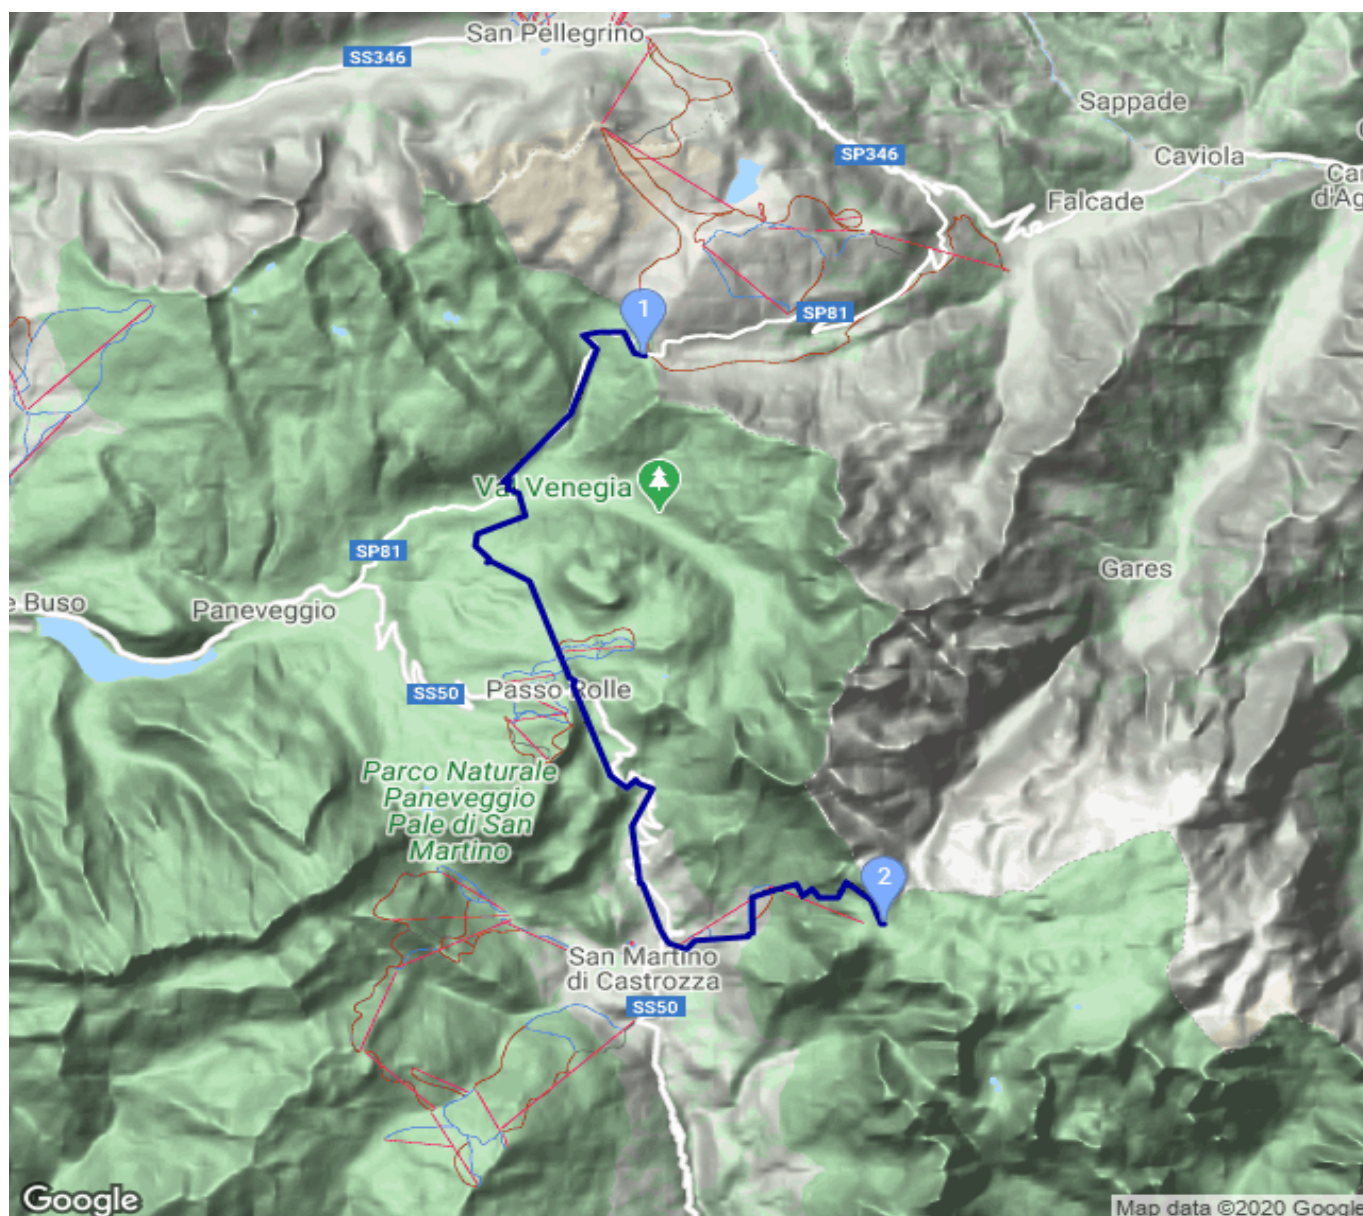 San Pellegrino
SS346
Sappade
SP346
Caviola
Falcade
1
SP81
Val Venegia
SP81
Gares
e Buso
Paneveggio
SS50
Passo Rolle
Parco Naturale
Paneveggio
Pale di San
Martino
2
San Martino
di Castrozza
SS50
Google
Map data ©2020 Google